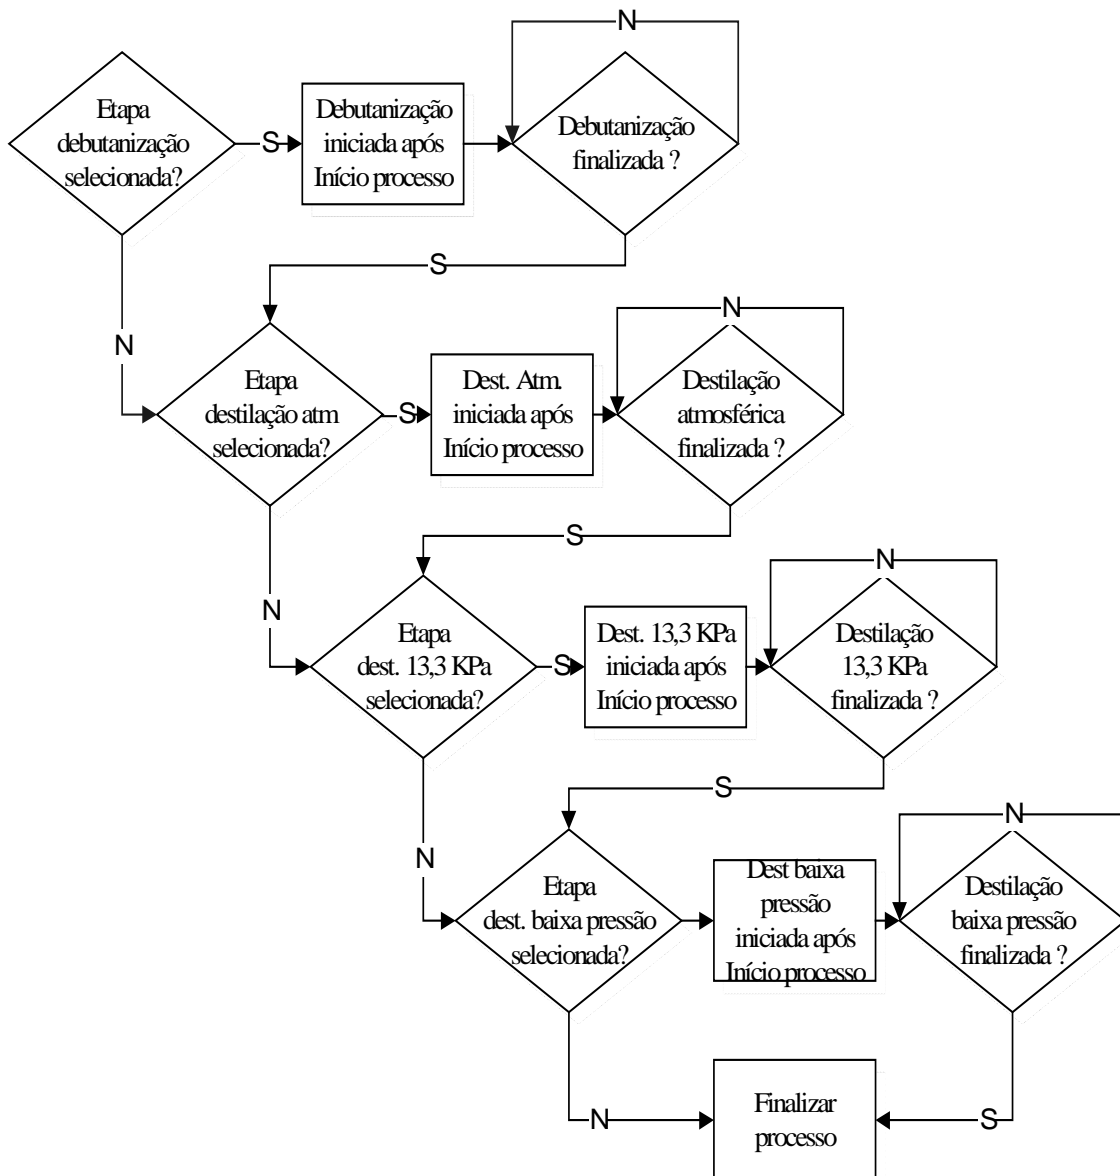 N
Etapa
debutanização
selecionada?
S
Debutanização
iniciada após
Início processo
Debutanização
finalizada ?
S
N
N
Etapa
destilação atm
selecionada?
S
Dest. Atm.
iniciada após
Início processo
Destilação
atmosférica
finalizada ?
S
N
N
Etapa
dest. 13,3 KPa
selecionada?
S
Dest. 13,3 KPa
iniciada após
Início processo
Destilação
13,3 KPa
finalizada ?
S
N
N
Etapa
dest. baixa pressão
selecionada?
Dest baixa
pressão
iniciada após
Início processo
Destilação
baixa pressão
finalizada ?
N
Finalizar
processo
S